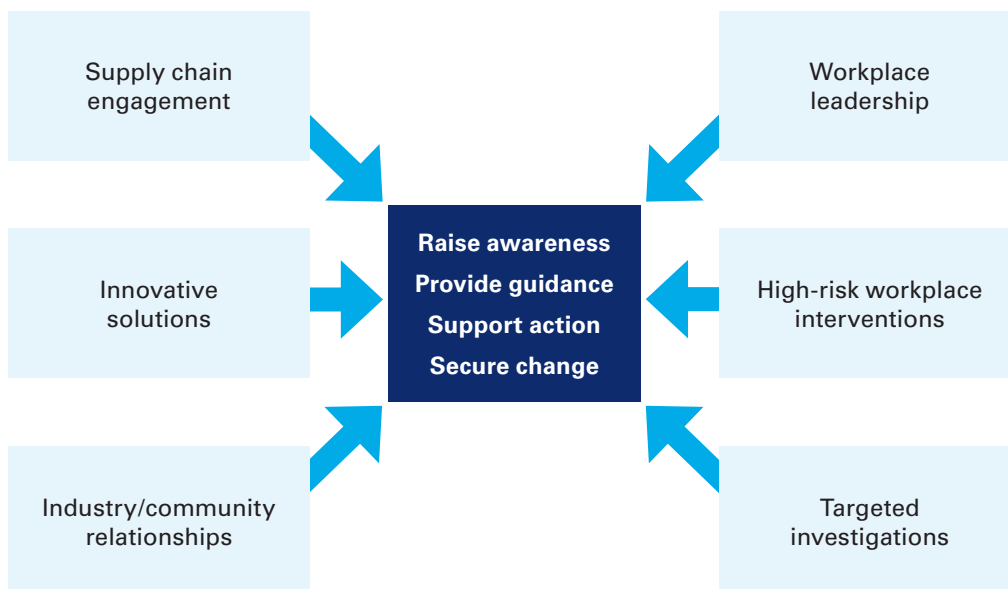 Supply chain
engagement
Workplace
leadership
Raise awareness
Provide guidance
Support action
Secure change
Innovative
solutions
High-risk workplace
interventions
Industry/community
relationships
Targeted
investigations